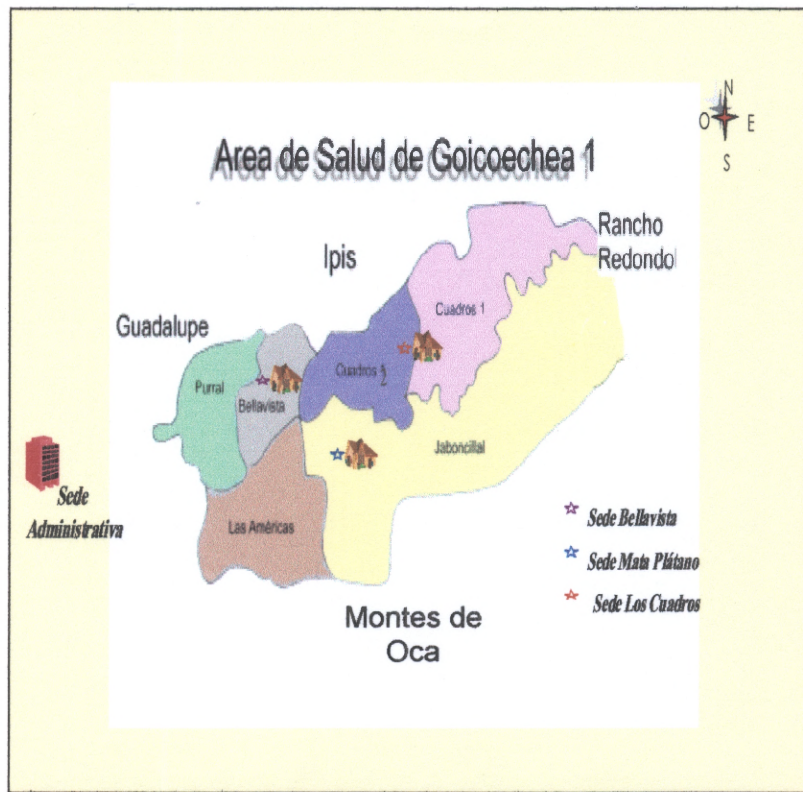 N
O E
S
Area de Salud de Goicoechea 1
Rancho
Redondo
Ipis
Cuadros 1
Guadalupe
Cuadros 2
Purral
Bellavista
Jaboncillal
Sede
Administrativa
Las Américas
Sede Bellavista
Sede Mata Plátano
Sede Los Cuadros
Montes de
Oca